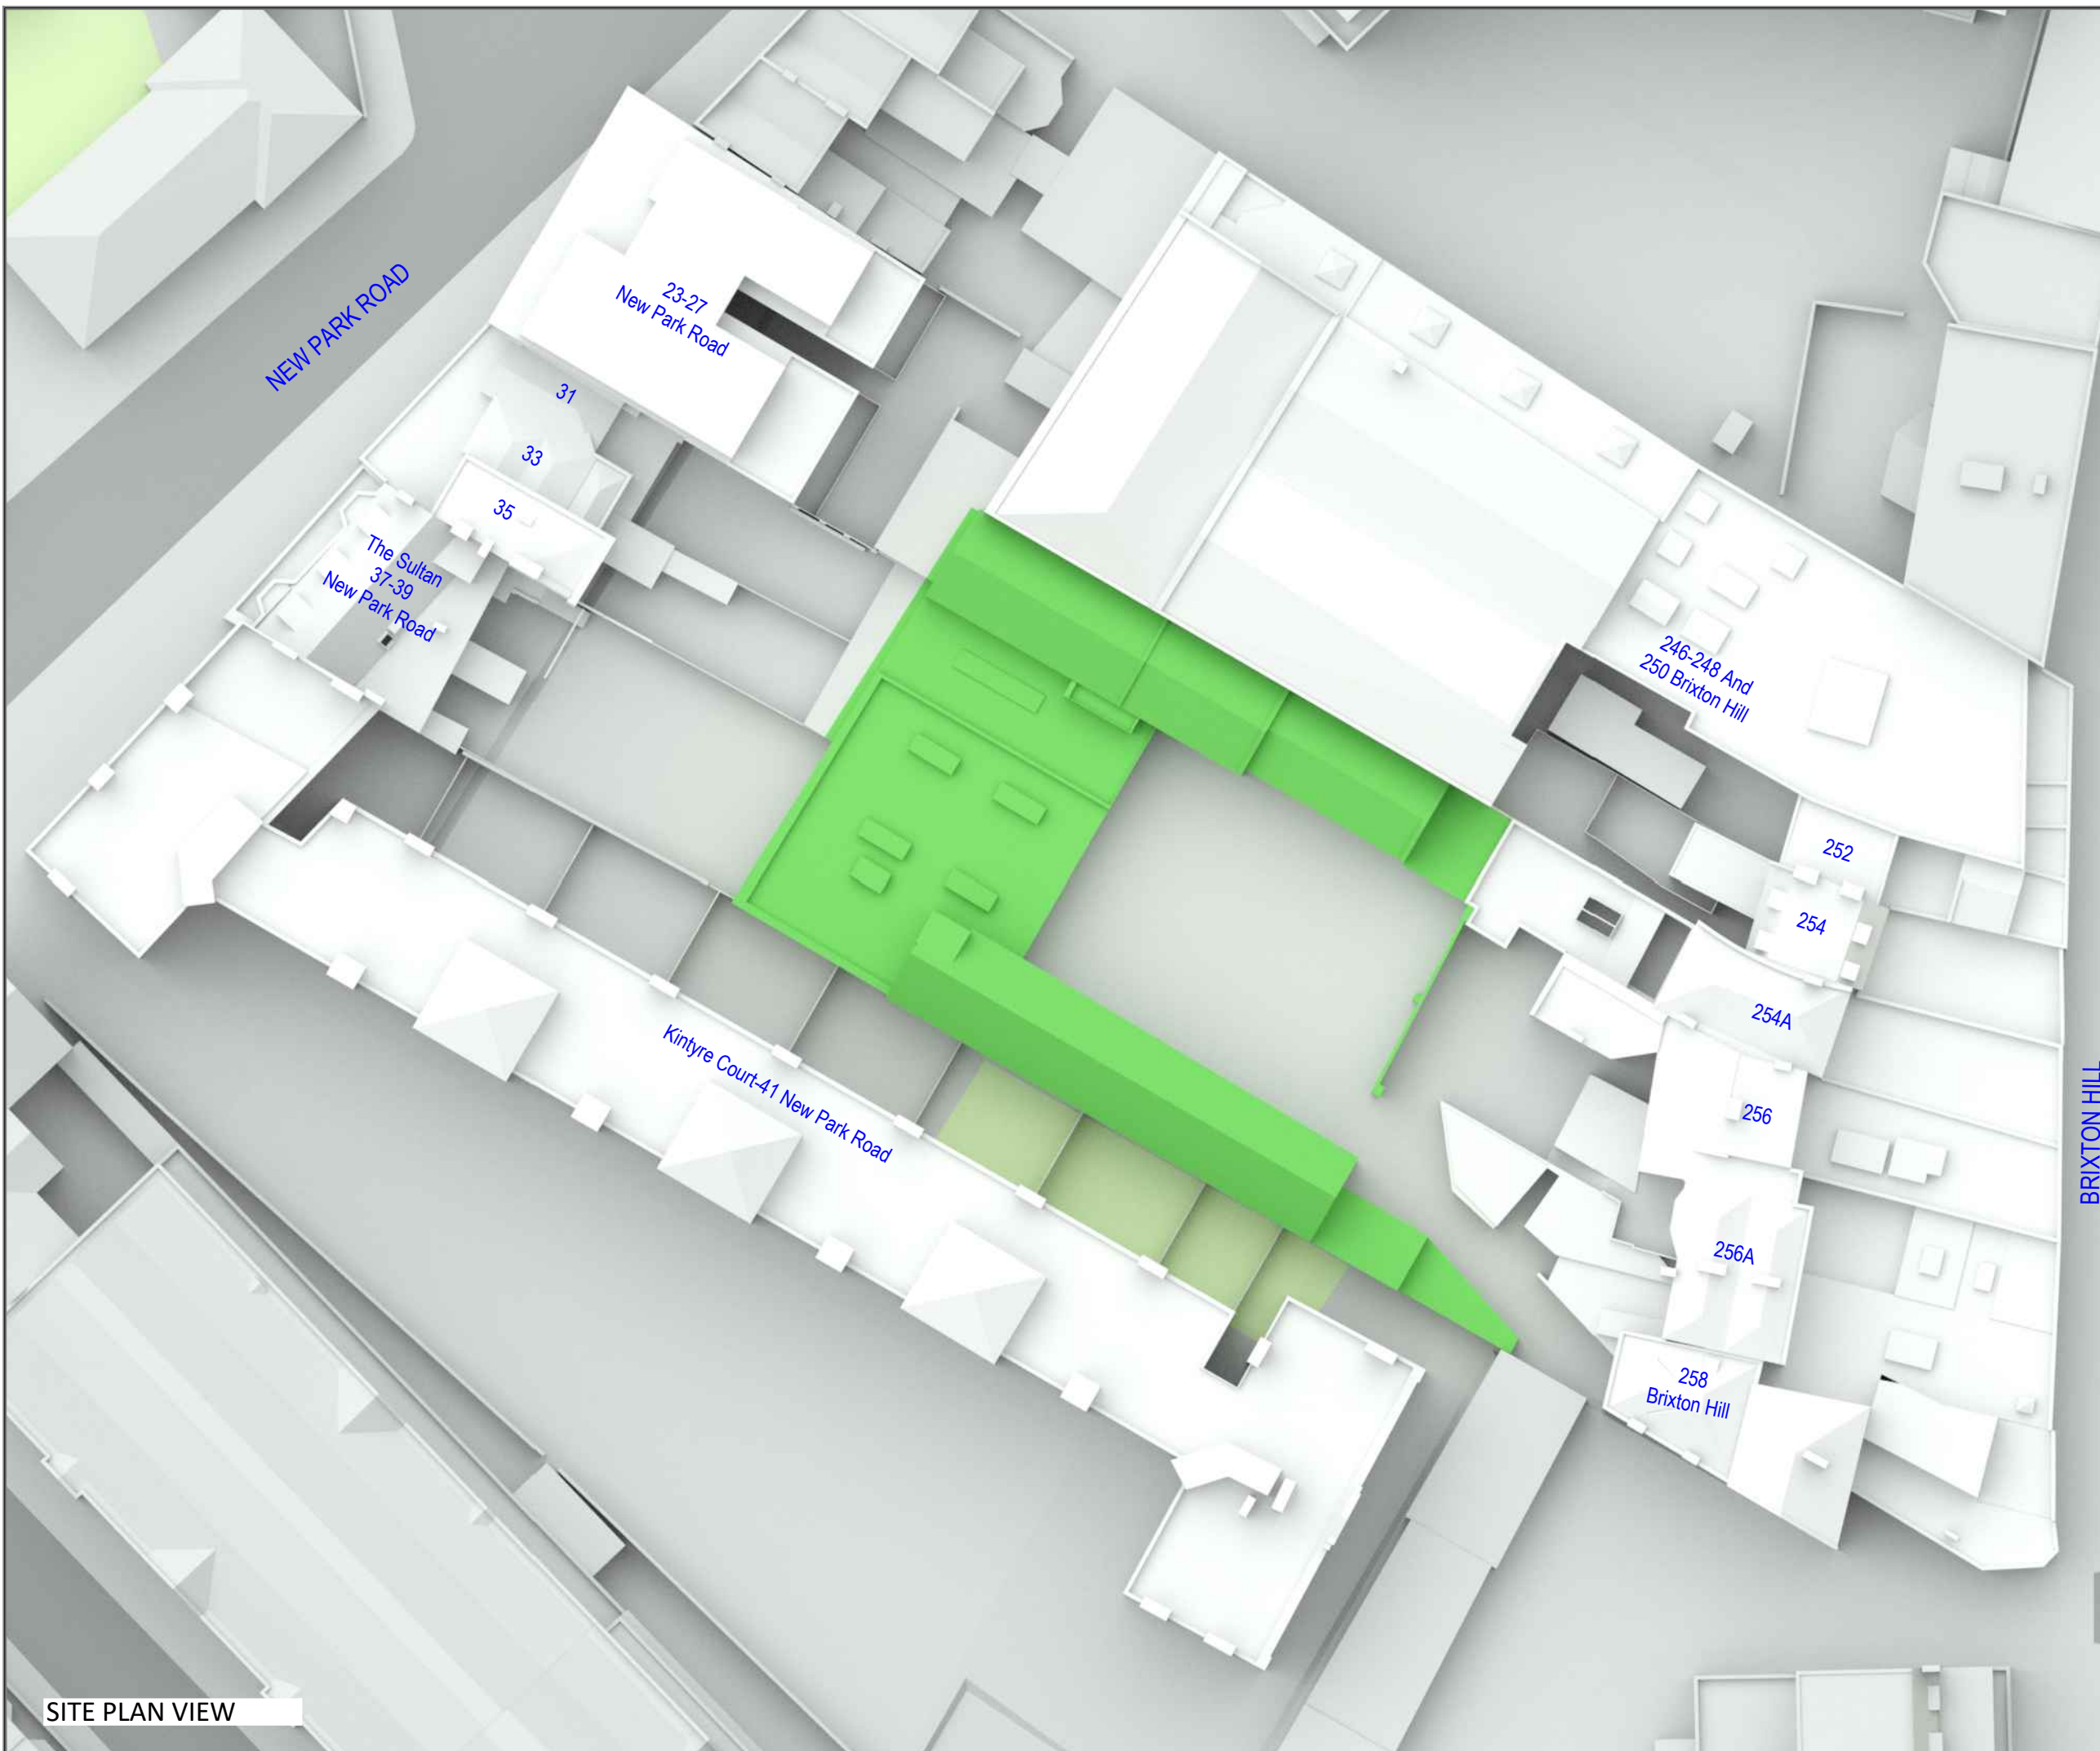 NEW PARK ROAD
23-27
New Park Road
31
33
35
The Sultan
37-39
New Park Road
246-248 And
250 Brixton Hill
252
254
254A
256
256A
258
Brixton Hill
BRIXTON HILL
Kintyre Court-41 New Park Road
SITE PLAN VIEW